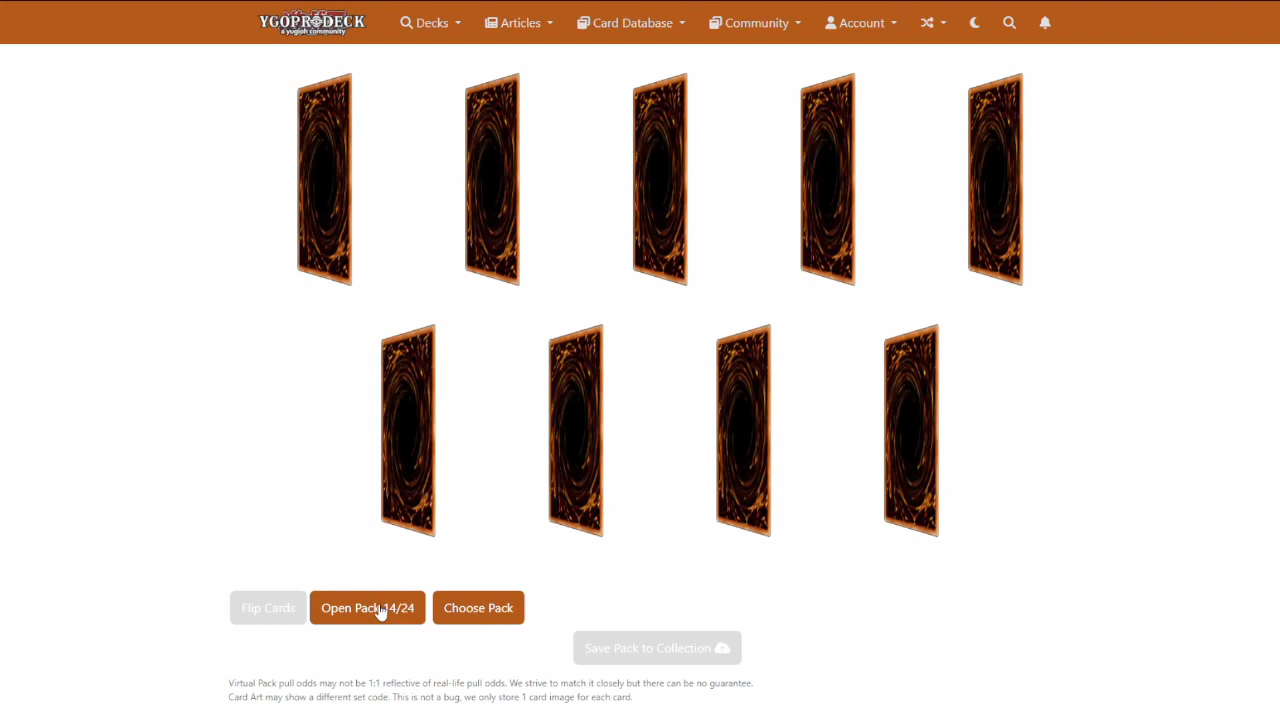 YGOPRODECK
a yugioh community
Decks
Articles
Card Database
Community
Account
Flip Cards
Open Pack 14/24
Choose Pack
Save Pack to Collection
Virtual Pack pull odds may not be 1:1 reflective of real-life pull odds. We strive to match it closely but there can be no guarantee.
Card Art may show a different set code. This is not a bug, we only store 1 card image for each card.